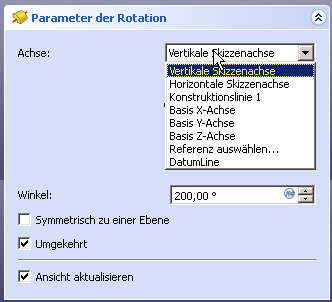 Parameter der Rotation
Achse:
Vertikale Skizzenachse
Vertikale Skizzenachse
Horizontale Skizzenachse
Konstruktionslinie 1
Basis X-Achse
Basis Y-Achse
Basis Z-Achse
Referenz auswählen...
DatumLine
Winkel:
200,00 °
Symmetrisch zu einer Ebene
Umgekehrt
Ansicht aktualisieren